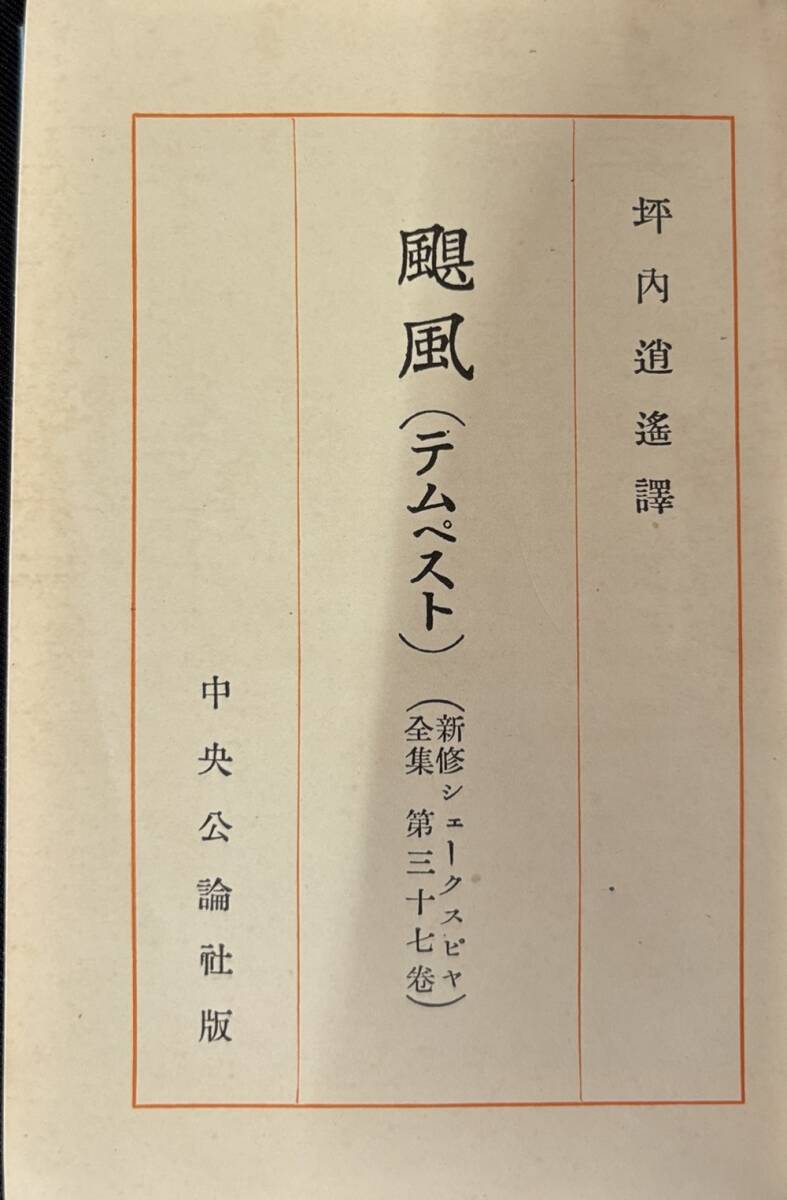 坪內逍遙譯
颶風(テムペスト)
(新修シェークスピヤ
全集 第三十七卷)
中央公論社版